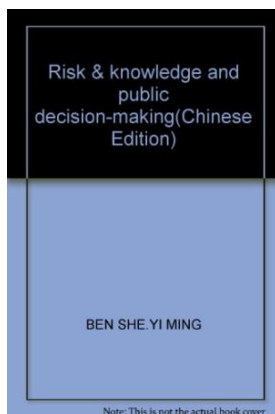 Risk & knowledge and
public
decision-making(Chinese
Edition)
BEN SHE.YI MING
Note: This is not the actual book cover